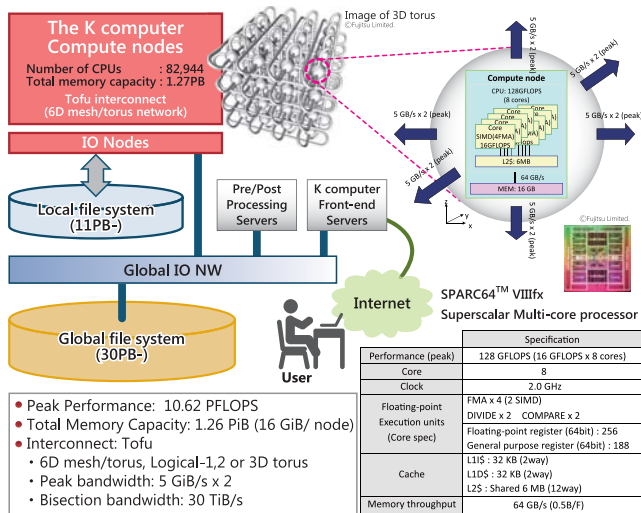 The K computer
Compute nodes
Number of CPUs : 82,944
Total memory capacity : 1.27PB
Tofu interconnect
(6D mesh/torus network)
IO Nodes
Local file system
(11PB-)
Pre/Post
Processing
Servers
K computer
Front-end
Servers
Global IO NW
Global file system
(30PB-)
Internet
User
Image of 3D torus
©Fujitsu Limited.
5 GB/s x 2
(peak)
5 GB/s x 2
(peak)
5 GB/s x 2 (peak)
5 GB/s x 2 (peak)
5 GB/s x 2
(peak)
5 GB/s x 2
(peak)
Compute node
CPU: 128GFLOPS
(8 cores)
Core
Core
Core
Core
SIMD(4FMA)
16GFLOPS
L2$: 6MB
64 GB/s
MEM: 16 GB
z
y
x
©Fujitsu Limited.
SPARC64™ VIIIfx
Superscalar Multi-core processor
Specification
Performance (peak) 128 GFLOPS (16 GFLOPS x 8 cores)
Core 8
Clock 2.0 GHz
Floating-point
Execution units
(Core spec)
FMA x 4 (2 SIMD)
DIVIDE x 2 COMPARE x 2
Floating-point register (64bit) : 256
General purpose register (64bit) : 188
Cache
L1I$ : 32 KB (2way)
L1D$ : 32 KB (2way)
L2$ : Shared 6 MB (12way)
Memory throughput 64 GB/s (0.5B/F)
• Peak Performance: 10.62 PFLOPS
• Total Memory Capacity: 1.26 PiB (16 GiB/ node)
• Interconnect: Tofu
・6D mesh/torus, Logical-1,2 or 3D torus
・Peak bandwidth: 5 GiB/s x 2
・Bisection bandwidth: 30 TiB/s